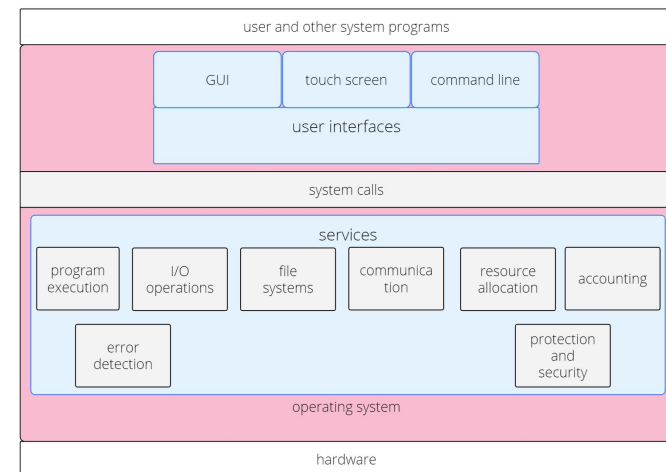 user and other system programs
GUI
touch screen
command line
user interfaces
system calls
services
program
execution
I/O
operations
file
systems
communica
tion
resource
allocation
accounting
error
detection
protection
and
security
operating system
hardware